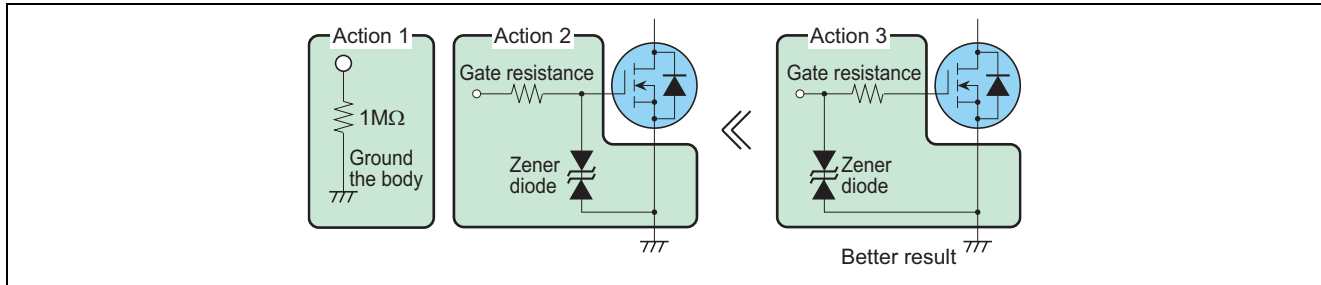 Action 1
1MΩ
Ground
the body
Action 2
Gate resistance
Zener
diode
Action 3
Gate resistance
Zener
diode
Better result